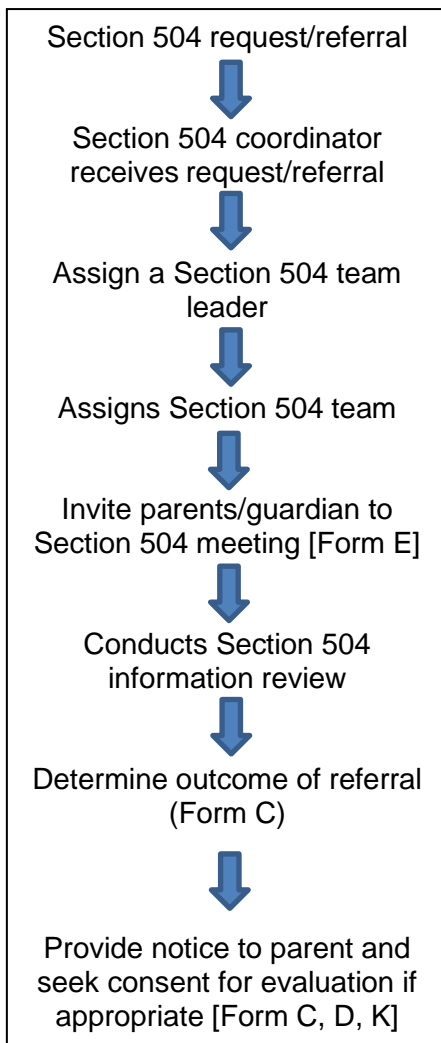 Section 504 request/referral
Section 504 coordinator
receives request/referral
Assign a Section 504 team
leader
Assigns Section 504 team
Invite parents/guardian to
Section 504 meeting [Form E]
Conducts Section 504
information review
Determine outcome of referral
(Form C)
Provide notice to parent and
seek consent for evaluation if
appropriate [Form C, D, K]